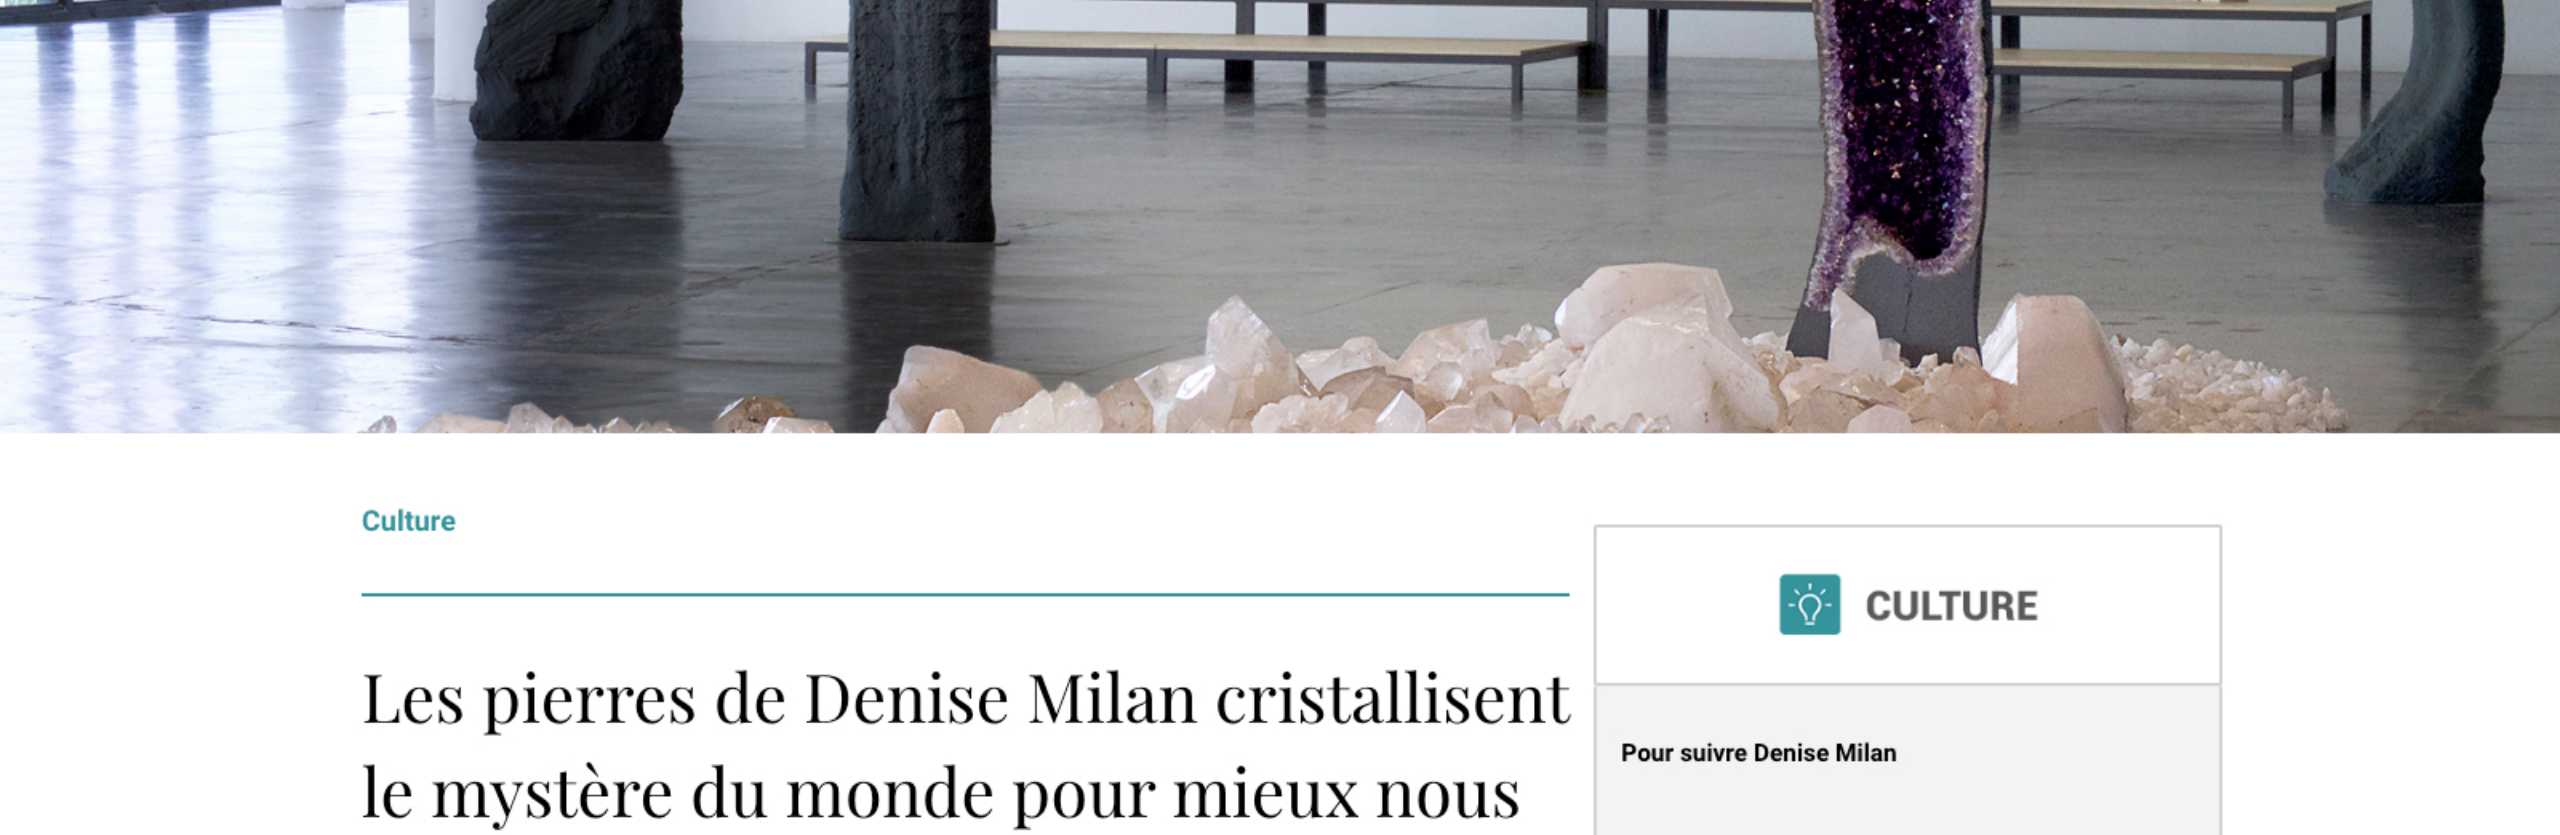 Culture
Les pierres de Denise Milan cristallisent
le mystère du monde pour mieux nous
CULTURE
Pour suivre Denise Milan